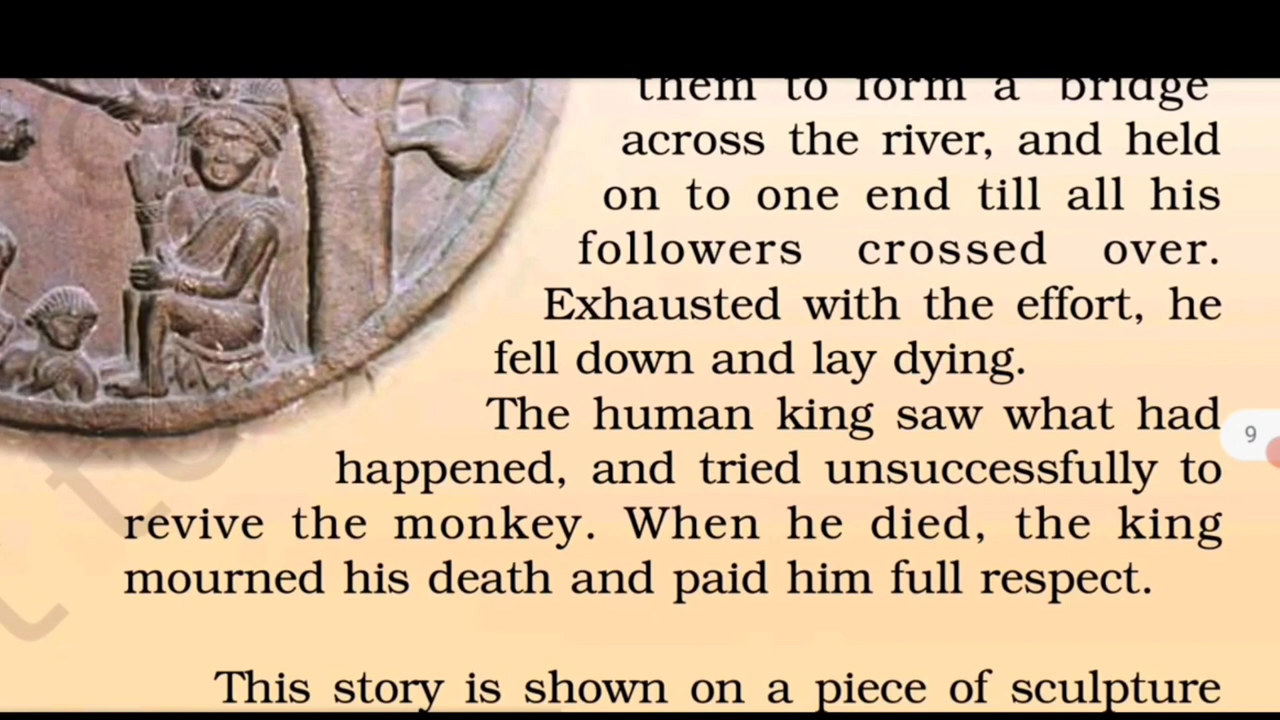 them to form a bridge
across the river, and held
on to one end till all his
followers crossed over.
Exhausted with the effort, he
fell down and lay dying.
The human king saw what had
happened, and tried unsuccessfully to
revive the monkey. When he died, the king
mourned his death and paid him full respect.
This story is shown on a piece of sculpture
9